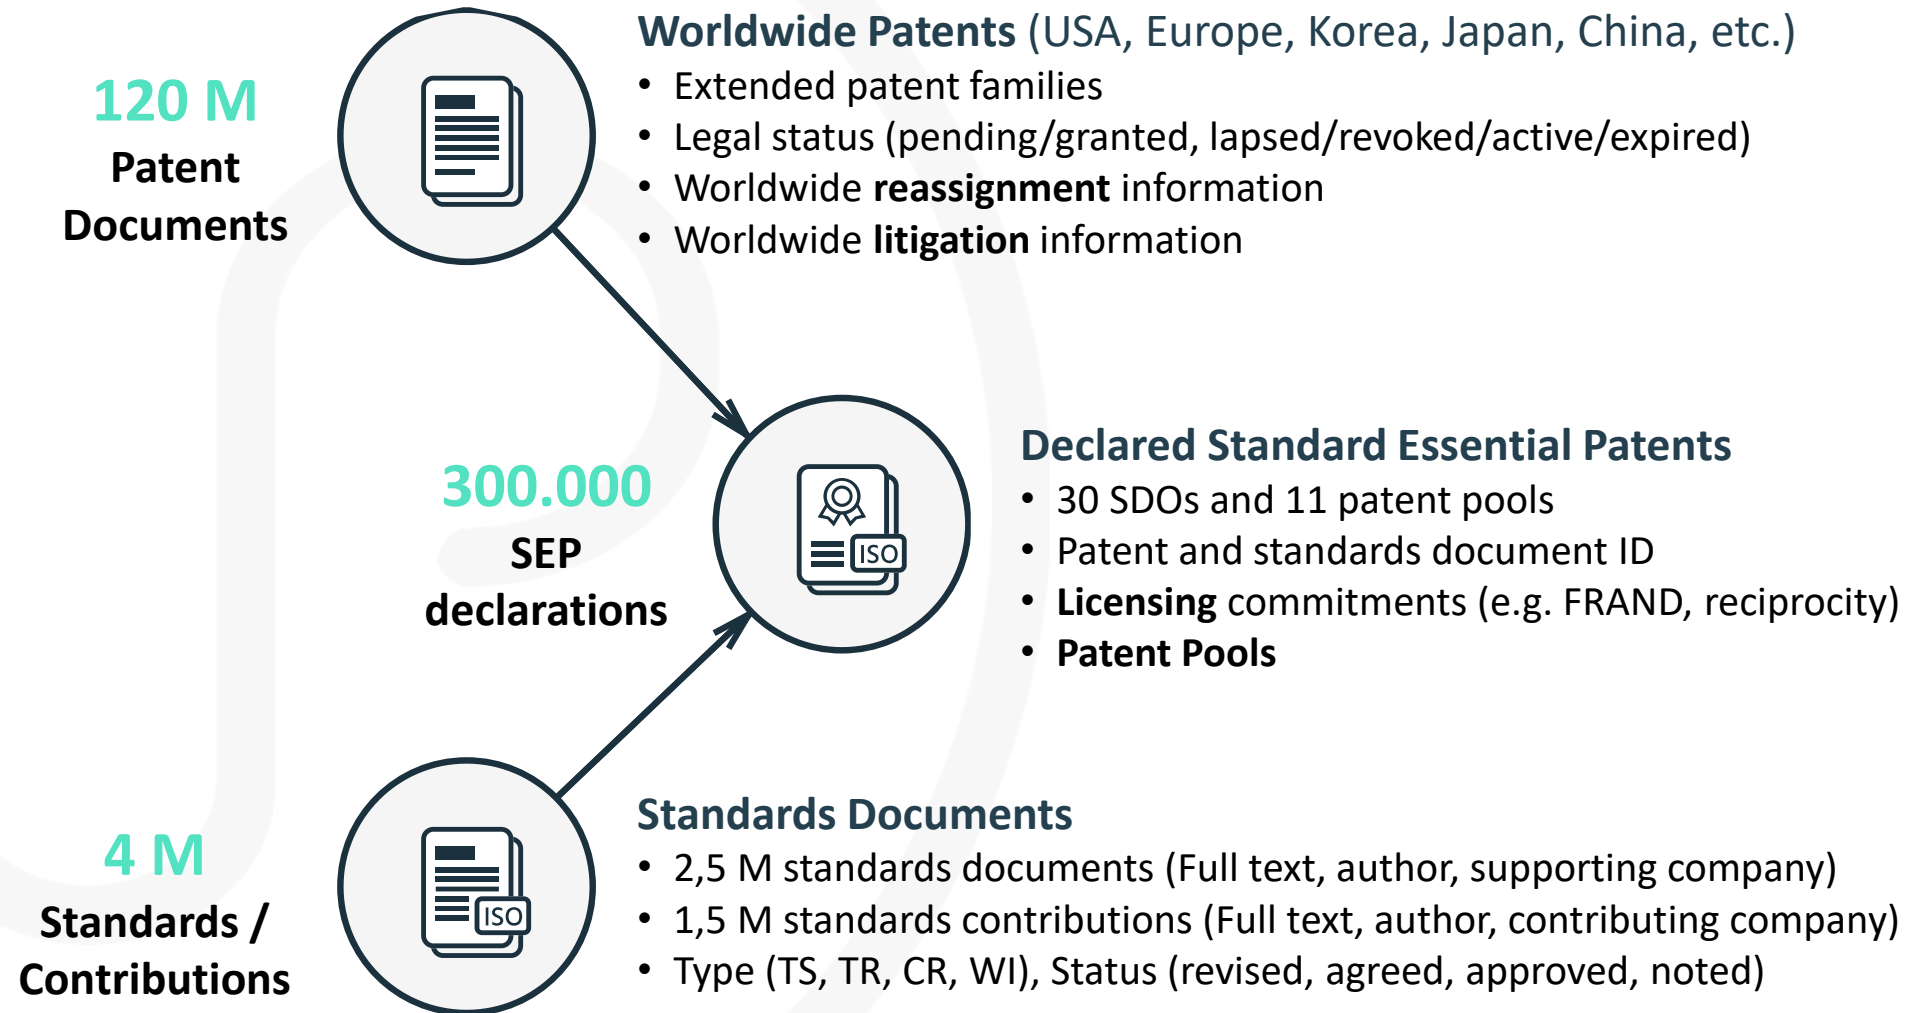 120 M
Patent
Documents
Worldwide Patents (USA, Europe, Korea, Japan, China, etc.)
• Extended patent families
• Legal status (pending/granted, lapsed/revoked/active/expired)
• Worldwide reassignment information
• Worldwide litigation information
300.000
SEP
declarations
ISO
Declared Standard Essential Patents
• 30 SDOs and 11 patent pools
• Patent and standards document ID
• Licensing commitments (e.g. FRAND, reciprocity)
• Patent Pools
4 M
Standards /
Contributions
ISO
Standards Documents
• 2,5 M standards documents (Full text, author, supporting company)
• 1,5 M standards contributions (Full text, author, contributing company)
• Type (TS, TR, CR, WI), Status (revised, agreed, approved, noted)